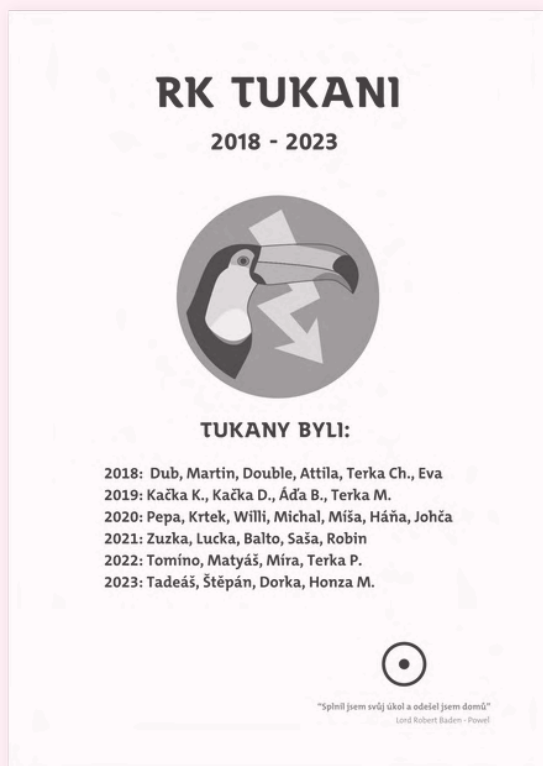 RK TUKANI
2018 - 2023
TUKANY BYLI:
2018: Dub, Martin, Double, Attila, Terka Ch., Eva
2019: Kačka K., Kačka D., Áďa B., Terka M.
2020: Pepa, Krtek, Willi, Michal, Míša, Háňa, Johča
2021: Zuzka, Lucka, Balto, Saša, Robin
2022: Tomíno, Matyáš, Míra, Terka P.
2023: Tadeáš, Štěpán, Dorka, Honza M.
"Splnil jsem svůj úkol a odešel jsem domů"
Lord Robert Baden - Powel